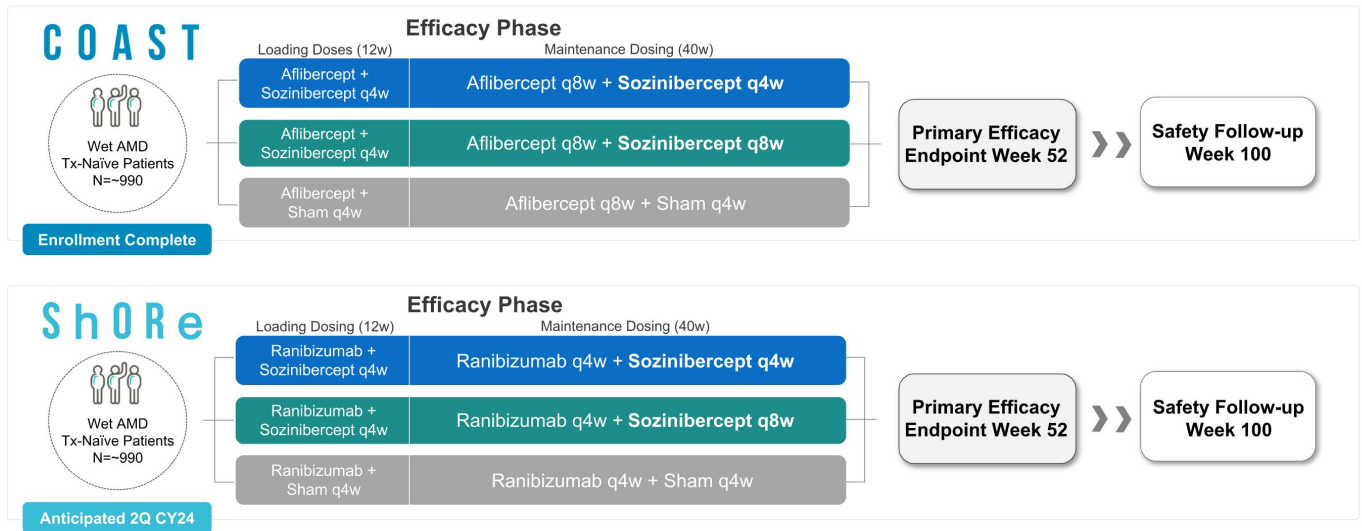 COAST
Efficacy Phase
Loading Doses (12w)
Maintenance Dosing (40w)
Wet AMD
Tx-Naïve Patients
N=~990
Enrollment Complete
Aflibercept +
Sozinibercept q4w
Aflibercept q8w + Sozinibercept q4w
Aflibercept +
Sozinibercept q4w
Aflibercept q8w + Sozinibercept q8w
Aflibercept +
Sham q4w
Aflibercept q8w + Sham q4w
Primary Efficacy
Endpoint Week 52
Safety Follow-up
Week 100
ShORe
Efficacy Phase
Loading Dosing (12w)
Maintenance Dosing (40w)
Wet AMD
Tx-Naïve Patients
N=~990
Anticipated 2Q CY24
Ranibizumab +
Sozinibercept q4w
Ranibizumab q4w + Sozinibercept q4w
Ranibizumab +
Sozinibercept q4w
Ranibizumab q4w + Sozinibercept q8w
Ranibizumab +
Sham q4w
Ranibizumab q4w + Sham q4w
Primary Efficacy
Endpoint Week 52
Safety Follow-up
Week 100